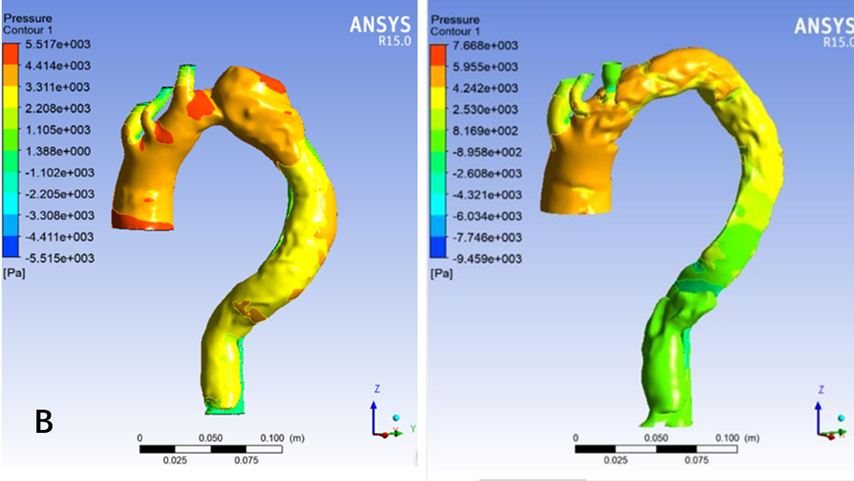 Pressure
Contour 1
5.517e+003
4.414e+003
3.311e+003
2.208e+003
1.105e+003
1.388e+000
-1.102e+003
-2.205e+003
-3.308e+003
-4.411e+003
-5.515e+003
[Pa]
ANSYS
R15.0
B
Z
X
Y
0
0.050
0.100 (m)
0.025
0.075
Pressure
Contour 1
7.668e+003
5.955e+003
4.242e+003
2.530e+003
8.169e+002
-8.958e+002
-2.608e+003
-4.321e+003
-6.034e+003
-7.746e+003
-9.459e+003
[Pa]
ANSYS
R15.0
Z
X
0
0.050
0.100 (m)
0.025
0.075